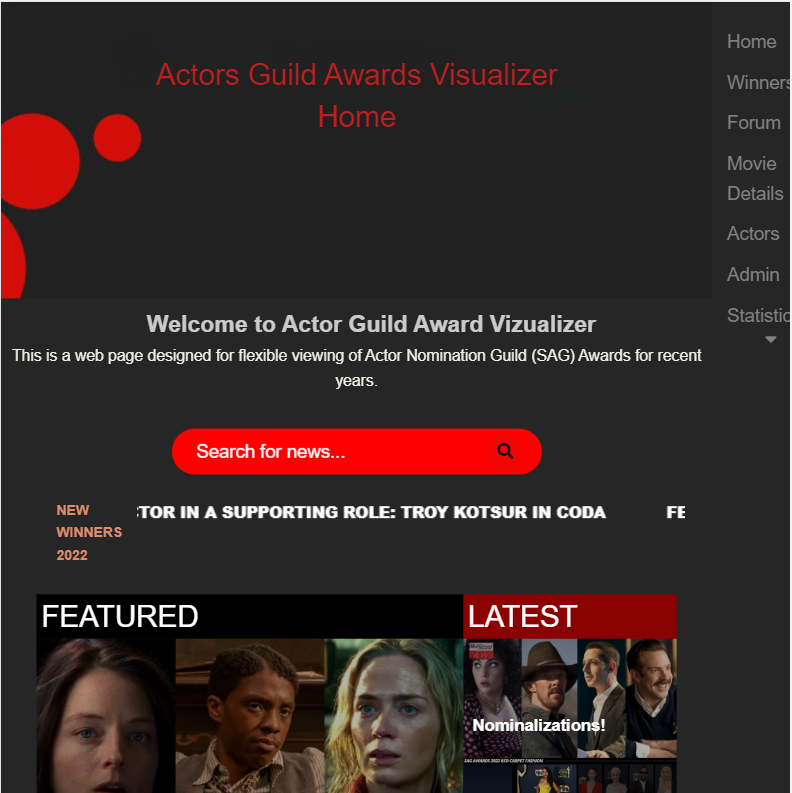 Actors Guild Awards Visualizer
Home
Home
Winners
Forum
Movie
Details
Actors
Admin
Statistic
Welcome to Actor Guild Award Vizualizer
This is a web page designed for flexible viewing of Actor Nomination Guild (SAG) Awards for recent
years.
Search for news...
NEW
WINNERS
2022
TOR IN A SUPPORTING ROLE: TROY KOTSUR IN CODA FE
FEATURED
LATEST
Nominalizations!
SAG AWARDS 2022 RED CARPET FASHION